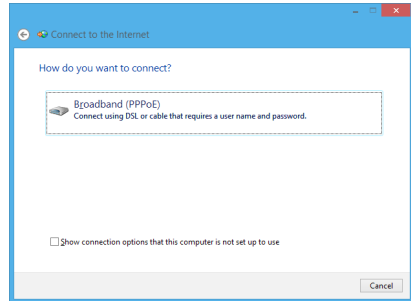 Connect to the Internet
How do you want to connect?
Broadband (PPPoE)
Connect using DSL or cable that requires a user name and password.
Show connection options that this computer is not set up to use
Cancel